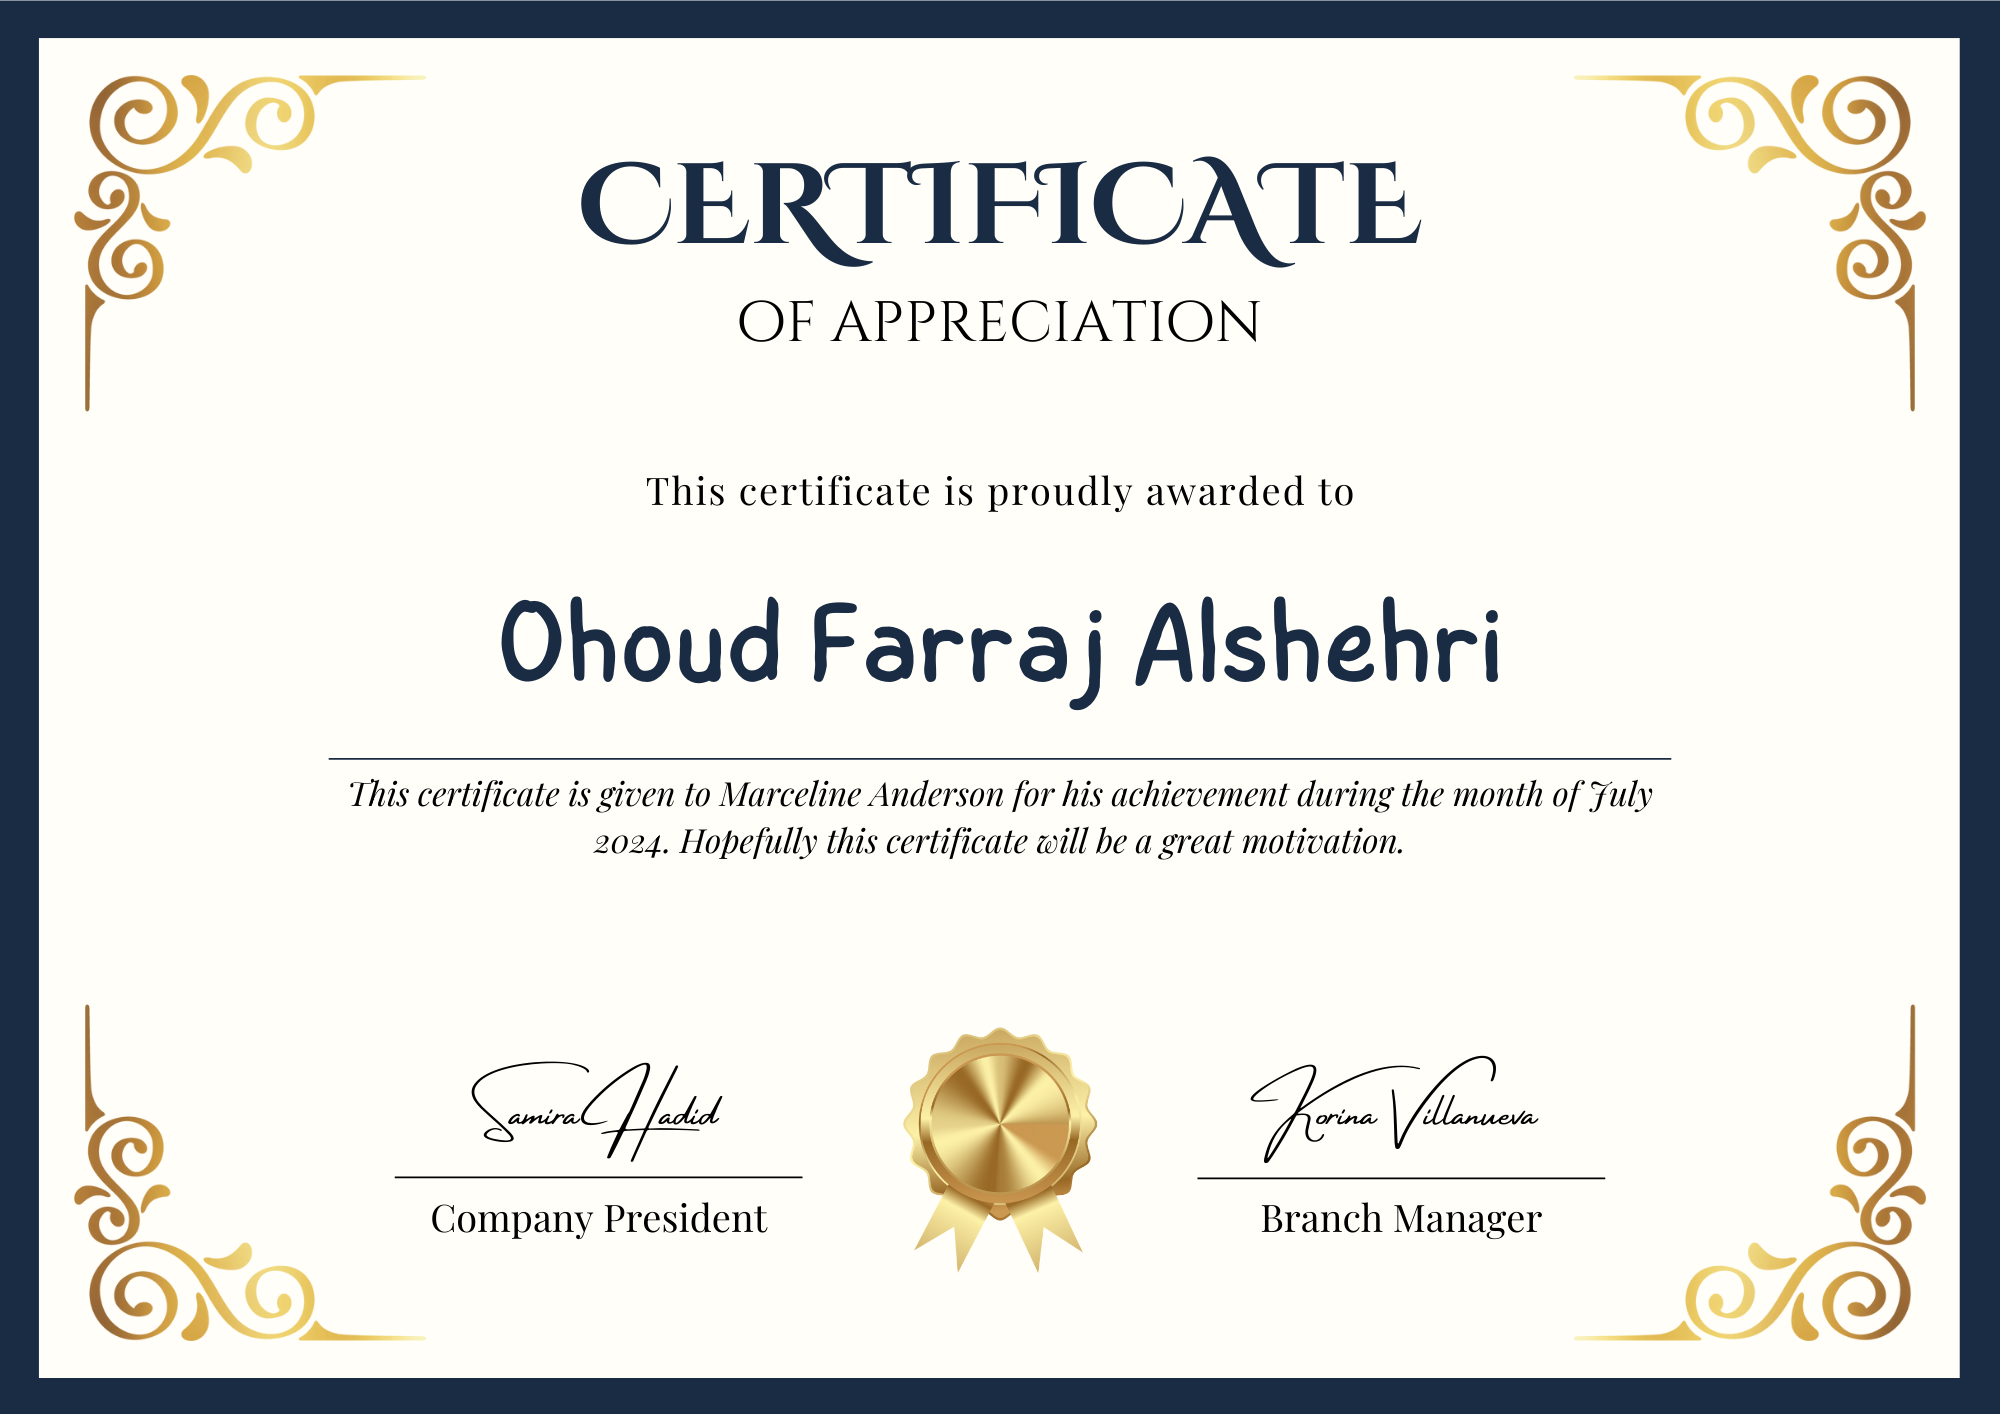 CERTIFICATE
OF APPRECIATION
This certificate is proudly awarded to
Ohoud Farraj Alshehri
This certificate is given to Marceline Anderson for his achievement during the month of July
2024. Hopefully this certificate will be a great motivation.
Samira Hadid
Korina Villanueva
Company President
Branch Manager